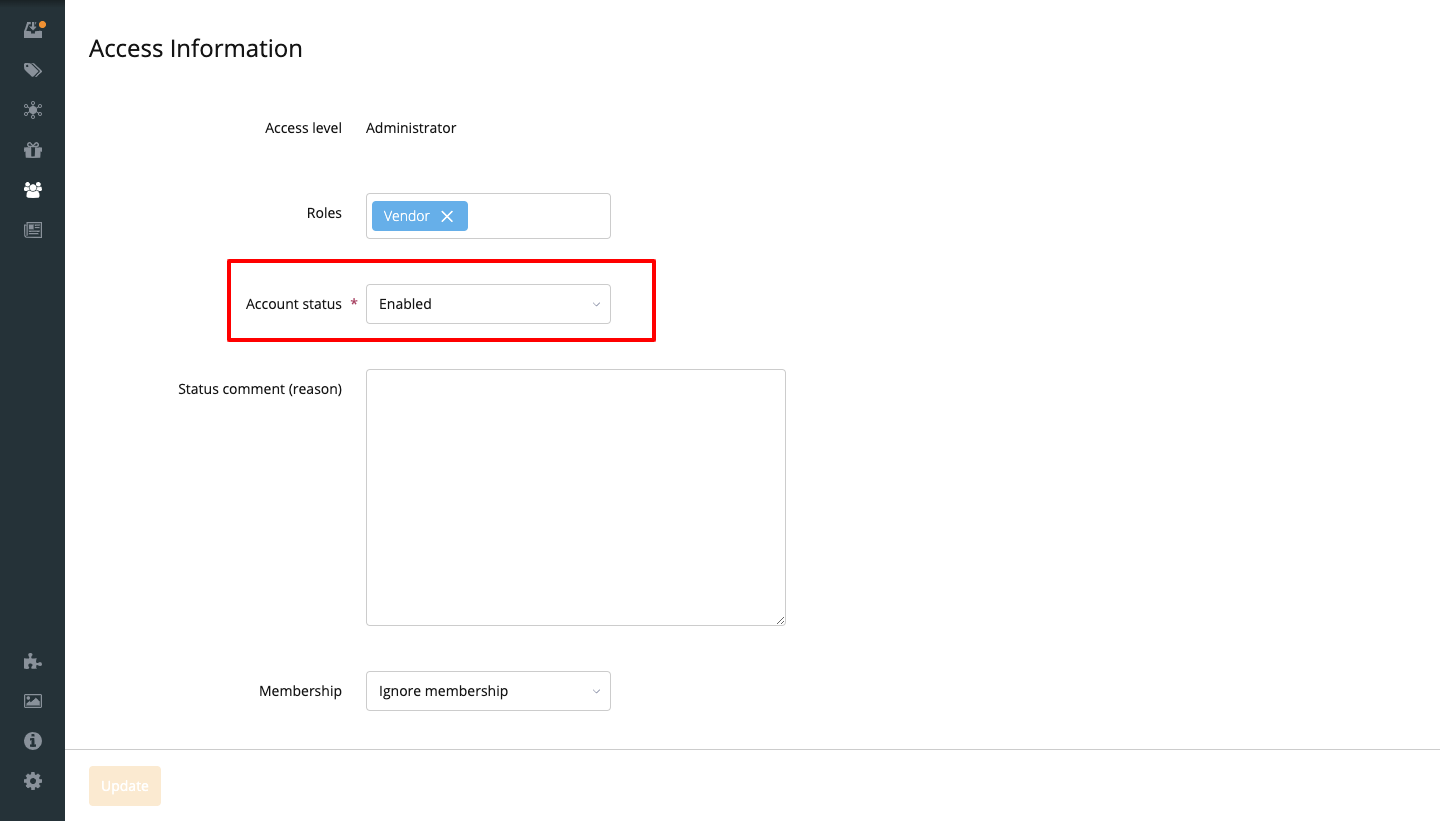 Access Information
Access level Administrator
Roles Vendor
Account status * Enabled
Status comment (reason)
Membership Ignore membership
Update